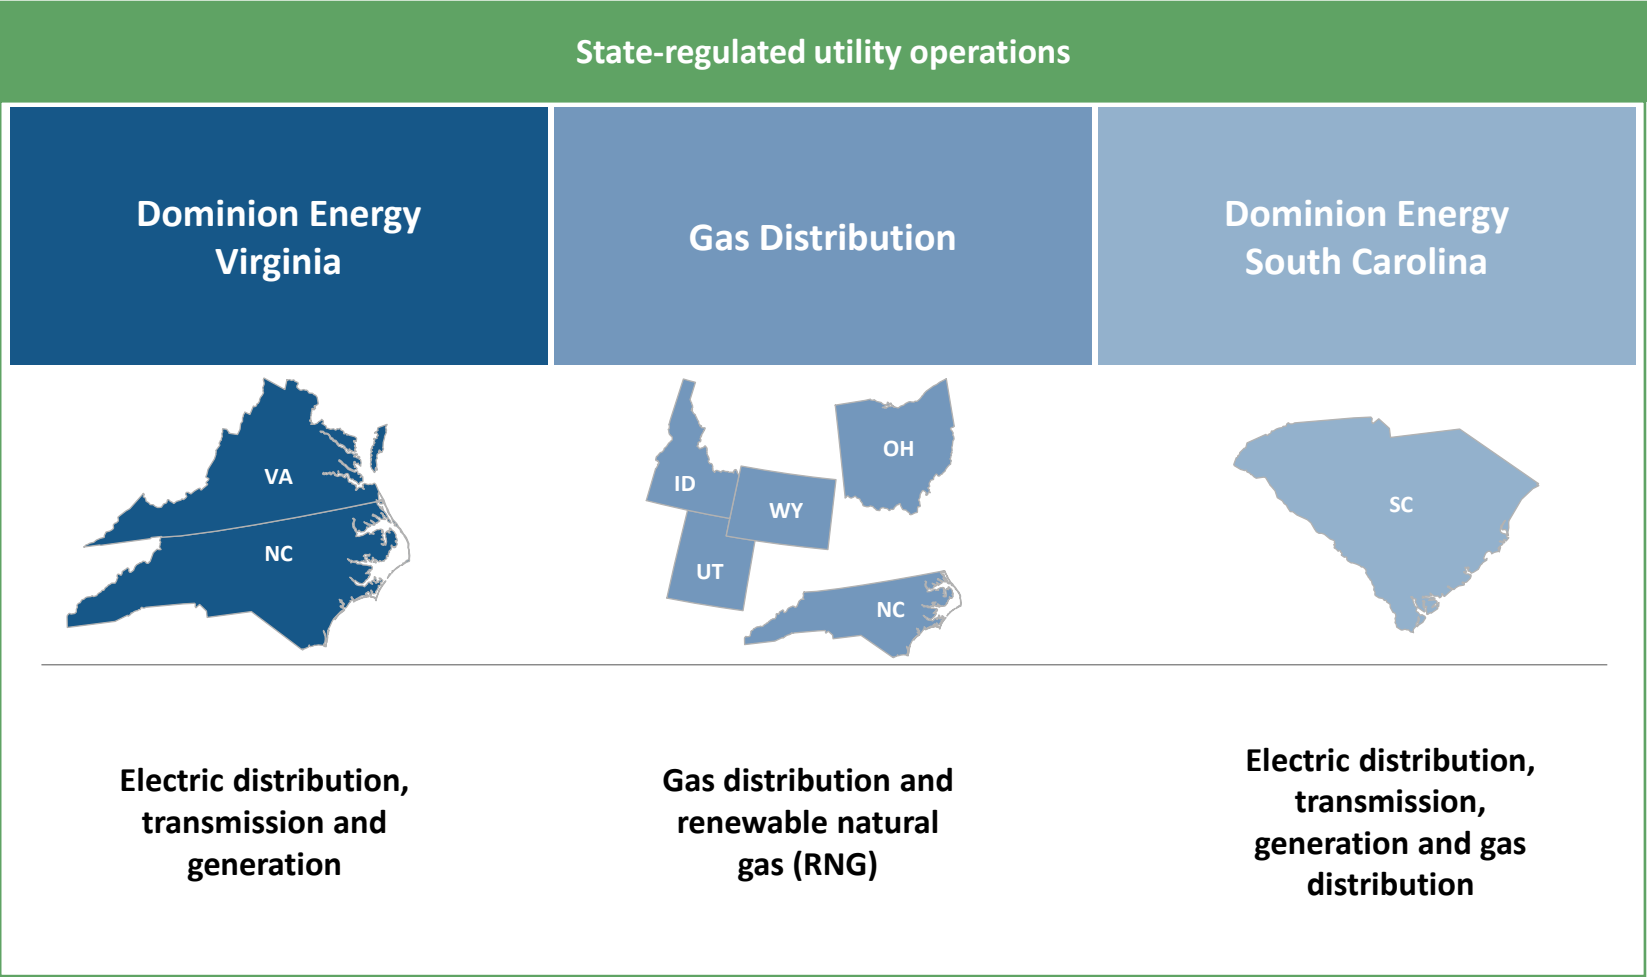 State-regulated utility operations
Dominion Energy
Virginia
Gas Distribution
Dominion Energy
South Carolina
VA
NC
ID
WY
UT
OH
NC
SC
Electric distribution,
transmission and
generation
Gas distribution and
renewable natural
gas (RNG)
Electric distribution,
transmission,
generation and gas
distribution